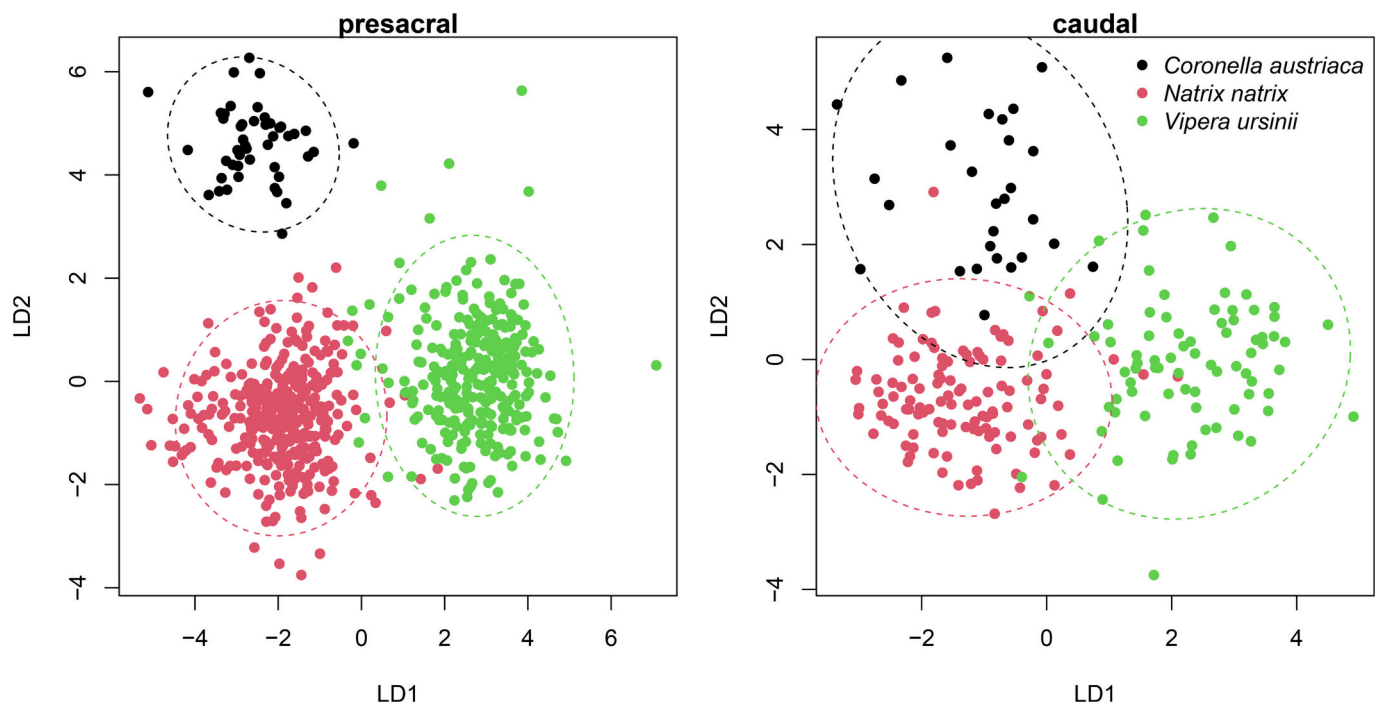 presacral
caudal
6
4
2
0
−2
−4
LD2
−4
−2
0
2
4
6
LD1
Coronella austriaca
Natrix natrix
Vipera ursinii
4
2
0
−2
−4
LD2
−2
0
2
4
LD1